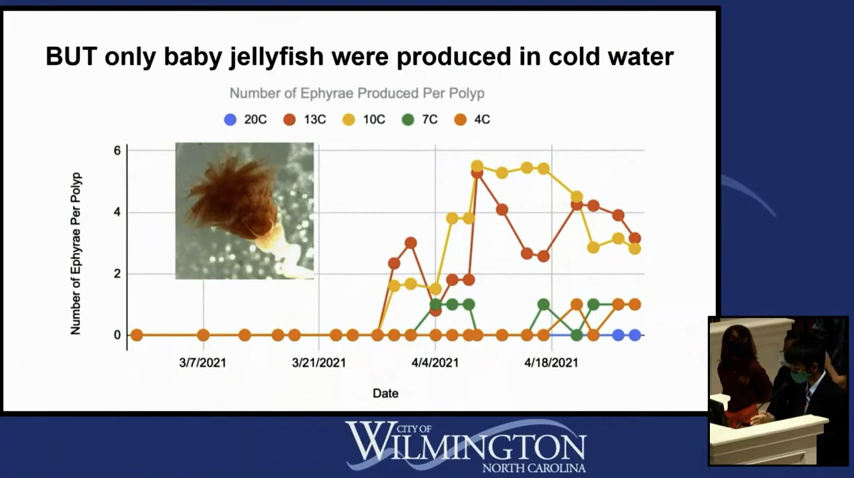 BUT only baby jellyfish were produced in cold water
Number of Ephyrae Produced Per Polyp
20C 13C 10C 7C 4C
Number of Ephyrae Per Polyp
6
4
2
0
3/7/2021 3/21/2021 4/4/2021 4/18/2021
Date
CITY OF
WILMINGTON
NORTH CAROLINA